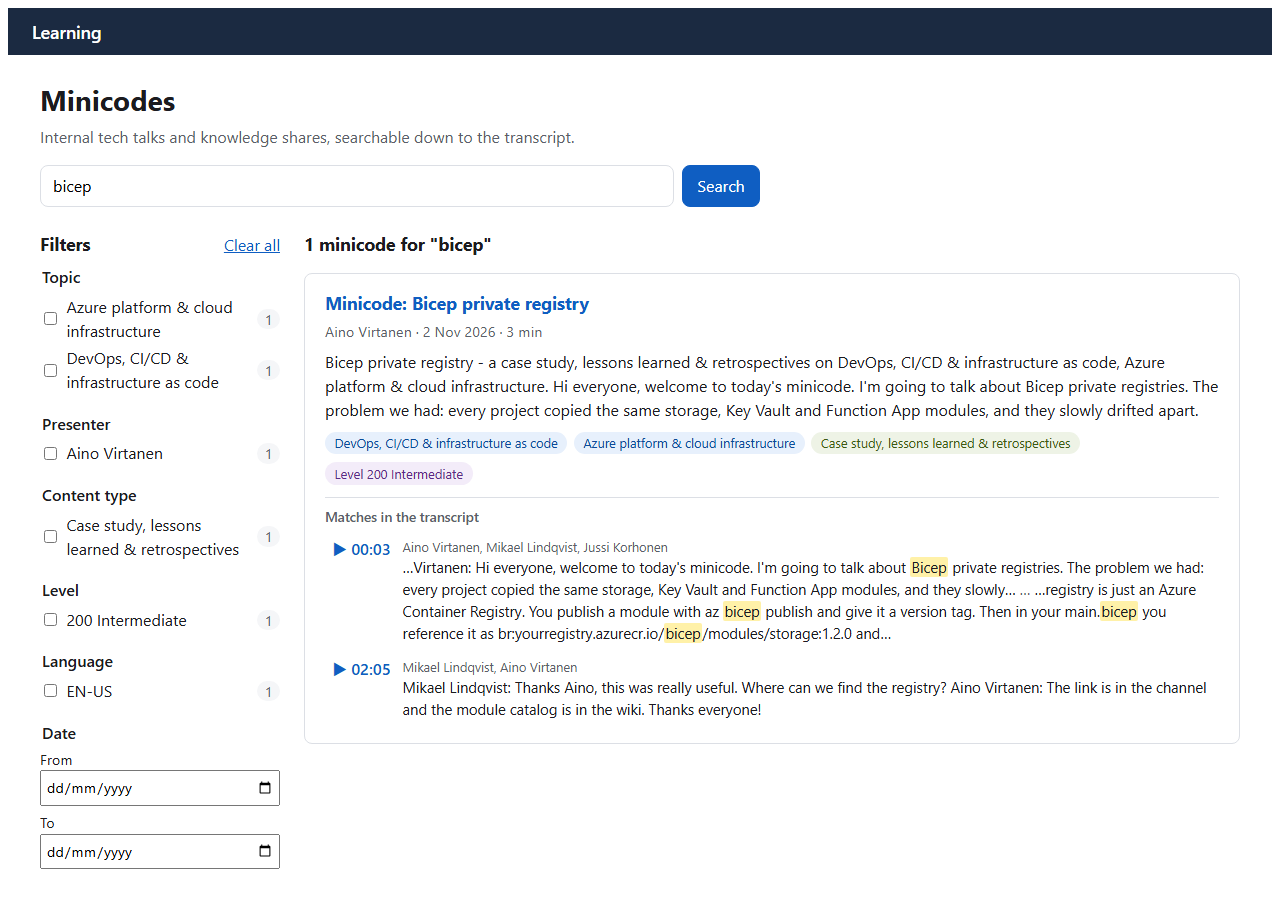 Learning
Minicodes
Internal tech talks and knowledge shares, searchable down to the transcript.
bicep
Search
Filters
Clear all
Topic
Azure platform & cloud
infrastructure
1
DevOps, CI/CD &
infrastructure as code
1
Presenter
Aino Virtanen
1
Content type
Case study, lessons
learned & retrospectives
1
Level
200 Intermediate
1
Language
EN-US
1
Date
From
dd/mm/yyyy
To
dd/mm/yyyy
1 minicode for "bicep"
Minicode: Bicep private registry
Aino Virtanen · 2 Nov 2026 · 3 min
Bicep private registry - a case study, lessons learned & retrospectives on DevOps, CI/CD & infrastructure as code, Azure
platform & cloud infrastructure. Hi everyone, welcome to today's minicode. I'm going to talk about Bicep private registries. The
problem we had: every project copied the same storage, Key Vault and Function App modules, and they slowly drifted apart.
DevOps, CI/CD & infrastructure as code
Azure platform & cloud infrastructure
Case study, lessons learned & retrospectives
Level 200 Intermediate
Matches in the transcript
▶ 00:03
Aino Virtanen, Mikael Lindqvist, Jussi Korhonen
...Virtanen: Hi everyone, welcome to today's minicode. I'm going to talk about Bicep private registries. The problem we had:
every project copied the same storage, Key Vault and Function App modules, and they slowly... ... ...registry is just an Azure
Container Registry. You publish a module with az bicep publish and give it a version tag. Then in your main.bicep you
reference it as br:yourregistry.azurecr.io/bicep/modules/storage:1.2.0 and...
▶ 02:05
Mikael Lindqvist, Aino Virtanen
Mikael Lindqvist: Thanks Aino, this was really useful. Where can we find the registry? Aino Virtanen: The link is in the channel
and the module catalog is in the wiki. Thanks everyone!